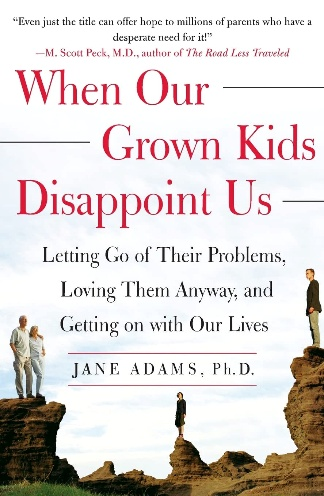 “Even just the title can offer hope to millions of parents who have a
desperate need for it!”
—M. Scott Peck, M.D., author of The Road Less Traveled
When Our
Grown Kids
Disappoint Us
Letting Go of Their Problems,
Loving Them Anyway, and
Getting on with Our Lives
JANE ADAMS, Ph.D.